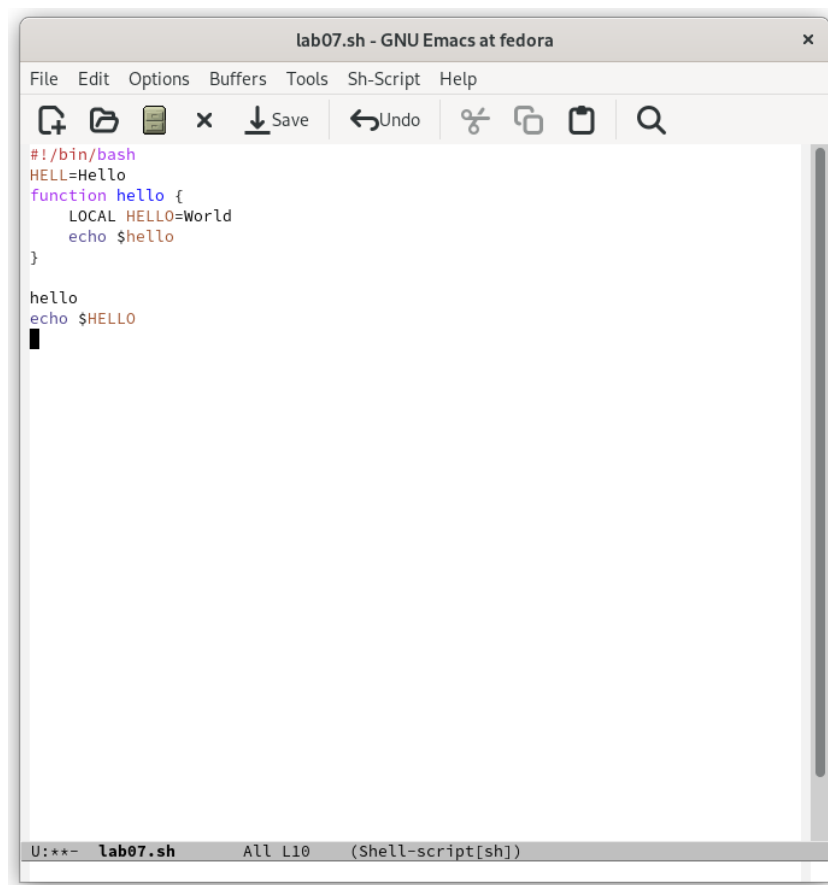 lab07.sh - GNU Emacs at fedora ×
File Edit Options Buffers Tools Sh-Script Help
Save Undo
#!/bin/bash
HELL=Hello
function hello {
    LOCAL HELLO=World
    echo $hello
}
hello
echo $HELLO
U:**-  lab07.sh       All L10    (Shell-script[sh])